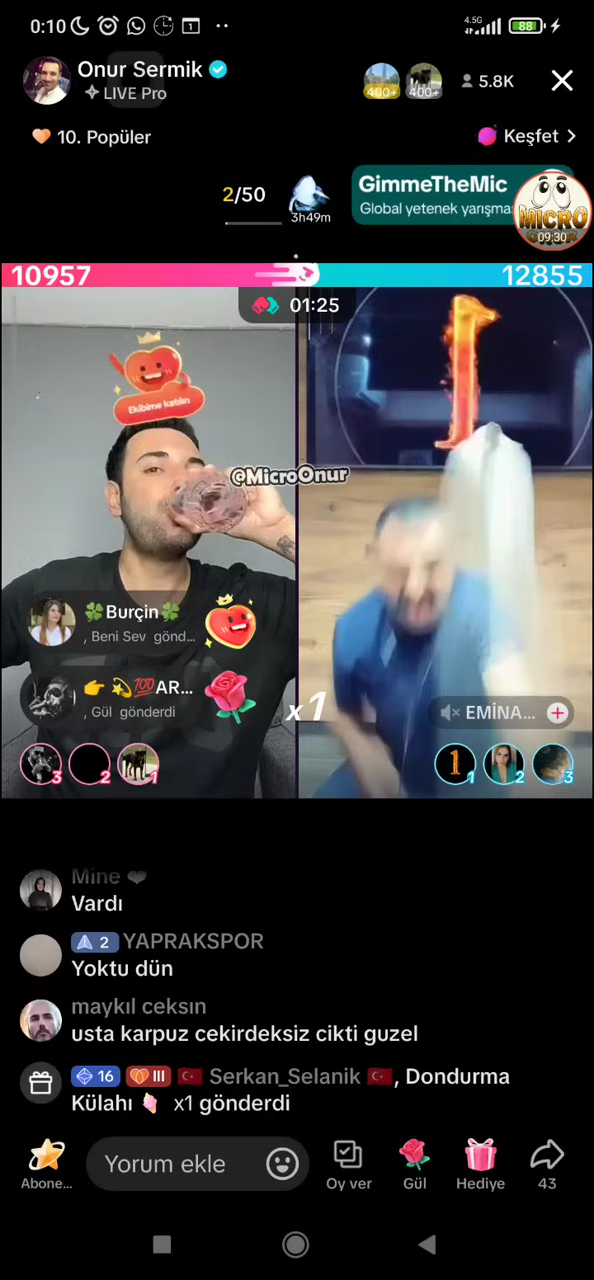 0:10
4.5G
88
Onur Sermik
LIVE Pro
400+
400+
5.8K
10. Popüler
Keşfet
2/50
3h49m
GimmeTheMic
Global yetenek yarışma
MICRO
09:30
10957
12855
01:25
1
Ekibime katılın
@MicroOnur
🍀Burçin🍀
, Beni Sev gönd...
👉 💫💯AR...
, Gül gönderdi
x1
EMİNA...
3
2
1
1
1
2
3
Mine ❤
Vardı
2 YAPRAKSPOR
Yoktu dün
maykıl ceksın
usta karpuz cekirdeksiz cikti guzel
16 III 🇹🇷 Serkan_Selanik 🇹🇷, Dondurma
Külahı 🍦 x1 gönderdi
Abone...
Yorum ekle
Oy ver
Gül
Hediye
43